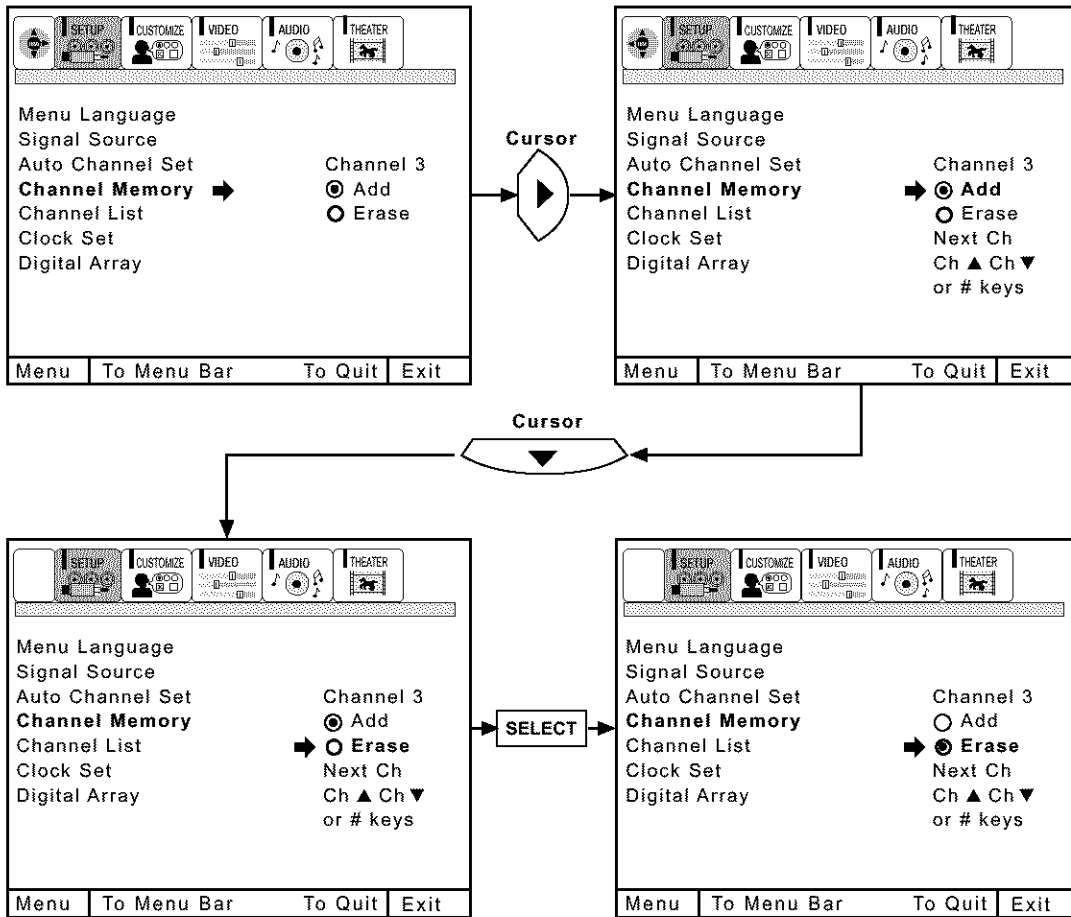 SETUP CUSTOMIZE VIDEO AUDIO THEATER
Menu Language
Signal Source
Auto Channel Set Channel 3
Channel Memory Add
Channel List Erase
Clock Set
Digital Array
Menu To Menu Bar To Quit Exit
Cursor
SETUP CUSTOMIZE VIDEO AUDIO THEATER
Menu Language
Signal Source
Auto Channel Set Channel 3
Channel Memory Add
Channel List Erase
Clock Set Next Ch
Digital Array Ch ▲ Ch ▼
or # keys
Menu To Menu Bar To Quit Exit
Cursor
SETUP CUSTOMIZE VIDEO AUDIO THEATER
Menu Language
Signal Source
Auto Channel Set Channel 3
Channel Memory Add
Channel List Erase
Clock Set Next Ch
Digital Array Ch ▲ Ch ▼
or # keys
Menu To Menu Bar To Quit Exit
SELECT
SETUP CUSTOMIZE VIDEO AUDIO THEATER
Menu Language
Signal Source
Auto Channel Set Channel 3
Channel Memory Add
Channel List Erase
Clock Set Next Ch
Digital Array Ch ▲ Ch ▼
or # keys
Menu To Menu Bar To Quit Exit